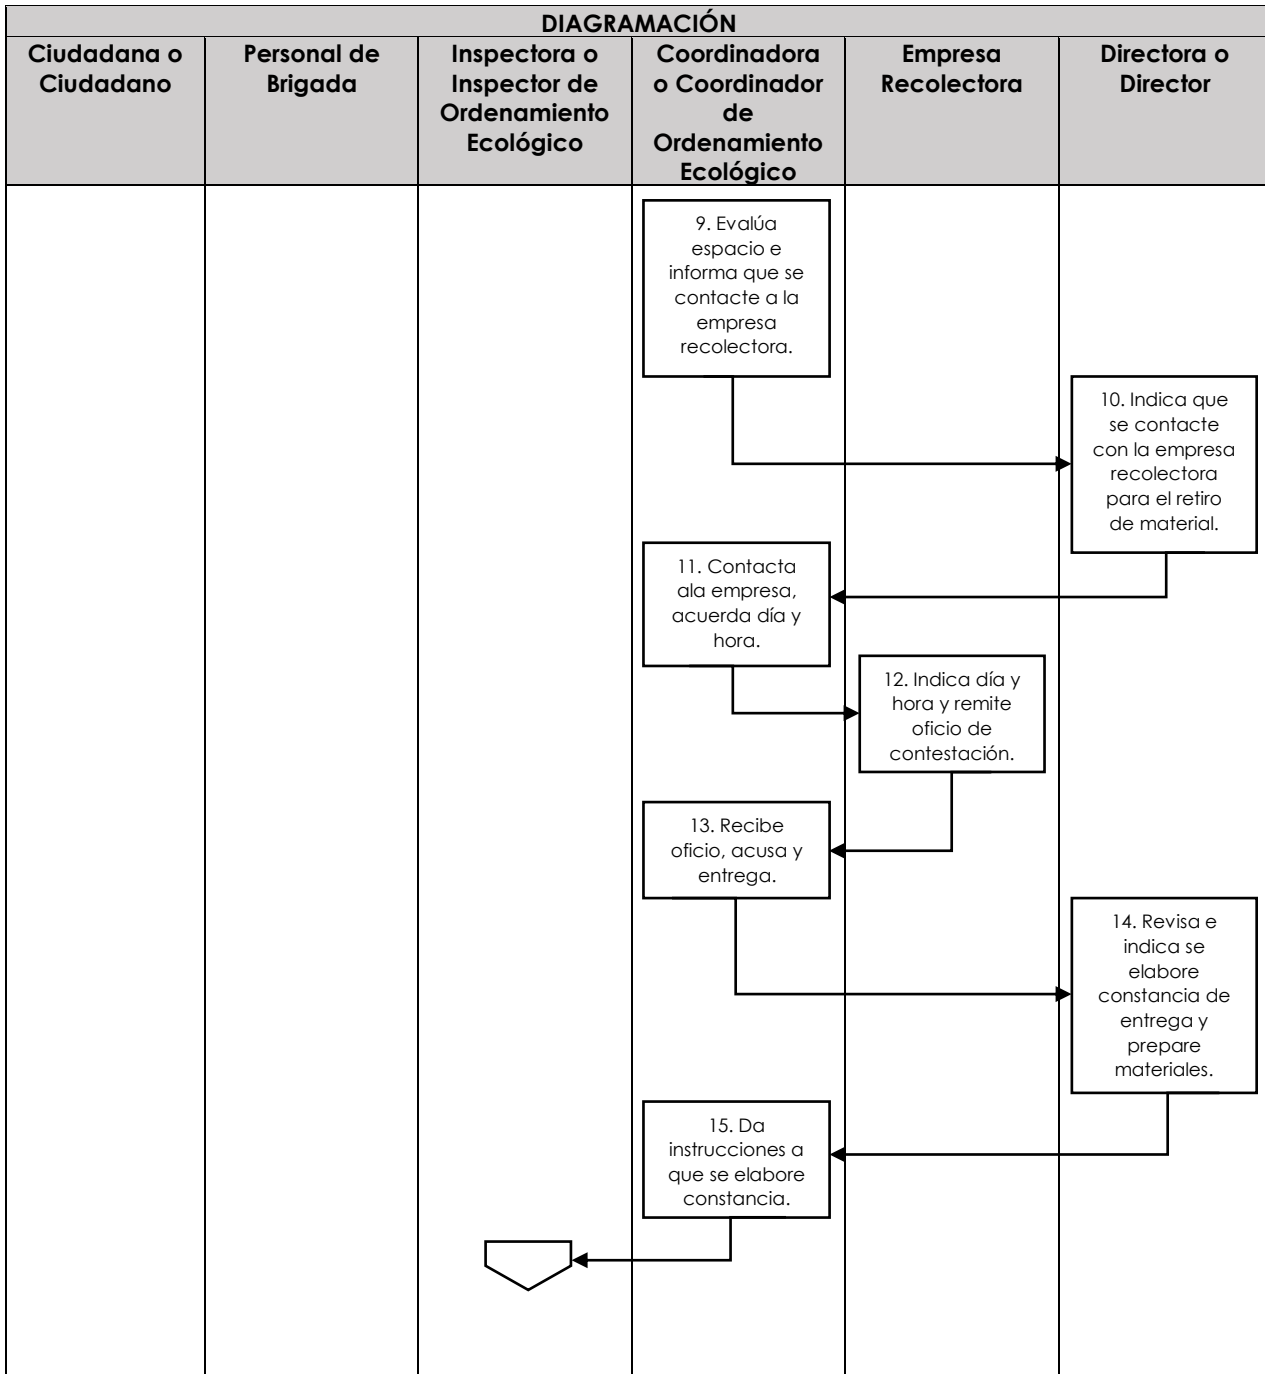 DIAGRAMACIÓN
Ciudadana o
Ciudadano
Personal de
Brigada
Inspectora o
Inspector de
Ordenamiento
Ecológico
Coordinadora
o Coordinador
de
Ordenamiento
Ecológico
Empresa
Recolectora
Directora o
Director
9. Evalúa
espacio e
informa que se
contacte a la
empresa
recolectora.
10. Indica que
se contacte
con la empresa
recolectora
para el retiro
de material.
11. Contacta
ala empresa,
acuerda día y
hora.
12. Indica día y
hora y remite
oficio de
contestación.
13. Recibe
oficio, acusa y
entrega.
14. Revisa e
indica se
elabore
constancia de
entrega y
prepare
materiales.
15. Da
instrucciones a
que se elabore
constancia.